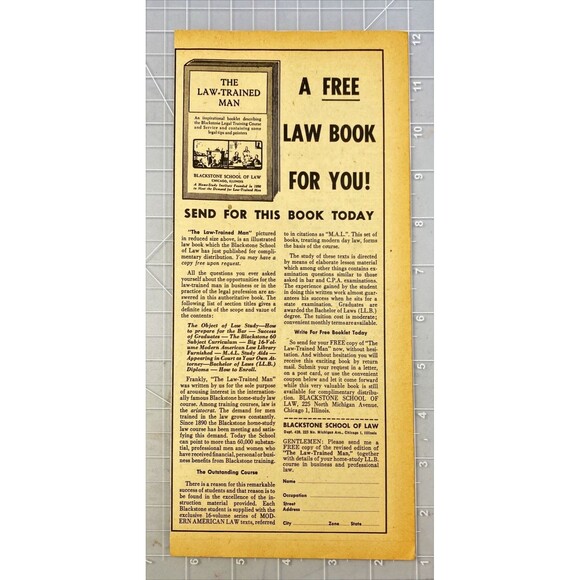 THE
LAW-TRAINED
MAN
An inspirational booklet describing
the Blackstone Legal Training Course
and Service and containing some
legal tips and pointers
BLACKSTONE SCHOOL OF LAW
CHICAGO, ILLINOIS
A Home-Study Institute Founded in 1890
to Meet the Demand for Law-Trained Men
A FREE
LAW BOOK
FOR YOU!
SEND FOR THIS BOOK TODAY
"The Law-Trained Man" pictured
in reduced size above, is an illustrated
law book which the Blackstone School
of Law has just published for compli-
mentary distribution. You may have a
copy free upon request.
All the questions you ever asked
yourself about the opportunities for the
law-trained man in business or in the
practice of the legal profession are an-
swered in this authoritative book. The
following list of section titles gives a
definite idea of the scope and value of
the contents:
The Object of Law Study—How to
prepare for the Bar — Success
of Graduates — The Blackstone 60
Subject Curriculum — Big 16-Vol-
ume Modern American Law Library
Furnished — M.A.L. Study Aids —
Appearing in Court as Your Own At-
torney—Bachelor of Laws (LL.B.)
Diploma — How to Enroll.
Frankly, "The Law-Trained Man"
was written by us for the sole purpose
of arousing interest in the internation-
ally famous Blackstone home-study law
course. Among training courses, law is
the aristocrat. The demand for men
trained in the law grows constantly.
Since 1890 the Blackstone home-study
law course has been meeting and satisfy-
ing this demand. Today the School
can point to more than 60,000 substan-
tial, professional men and women who
have received financial, personal or busi-
ness benefits from Blackstone training.
The Outstanding Course
There is a reason for this remarkable
success of students and that reason is to
be found in the excellence of the in-
struction material provided. Each
Blackstone student is supplied with the
exclusive 16-volume series of MOD-
ERN AMERICAN LAW texts, referred
to in citations as "M.A.L." This set of
books, treating modern day law, forms
the basis of the course.
The study of these texts is directed by
means of elaborate lesson material
which among other things contains ex-
amination questions similar to those
asked in bar and C.P.A. examinations.
The experience gained by the student
in doing this written work almost guar-
antees his success when he sits for a
state examination. Graduates are
awarded the Bachelor of Laws (LL.B.)
degree. The tuition cost is moderate;
convenient monthly terms are available.
Write For Free Booklet Today
So send for your FREE copy of "The
Law-Trained Man" now, without hesi-
tation. And without hesitation you will
receive this exciting book by return
mail. Submit your request in a letter,
on a post card, or use the convenient
coupon below and let it come forward
while this very valuable book is still
available for complimentary distribu-
tion. BLACKSTONE SCHOOL OF
LAW, 225 North Michigan Avenue,
Chicago 1, Illinois.
BLACKSTONE SCHOOL OF LAW
Dept. 438, 225 No. Michigan Ave., Chicago 1, Illinois.
GENTLEMEN: Please send me a
FREE copy of the revised edition of
"The Law-Trained Man," together
with details of your home-study LL.B.
course in business and professional
law.
Name
Occupation
Street
Address
City Zone State